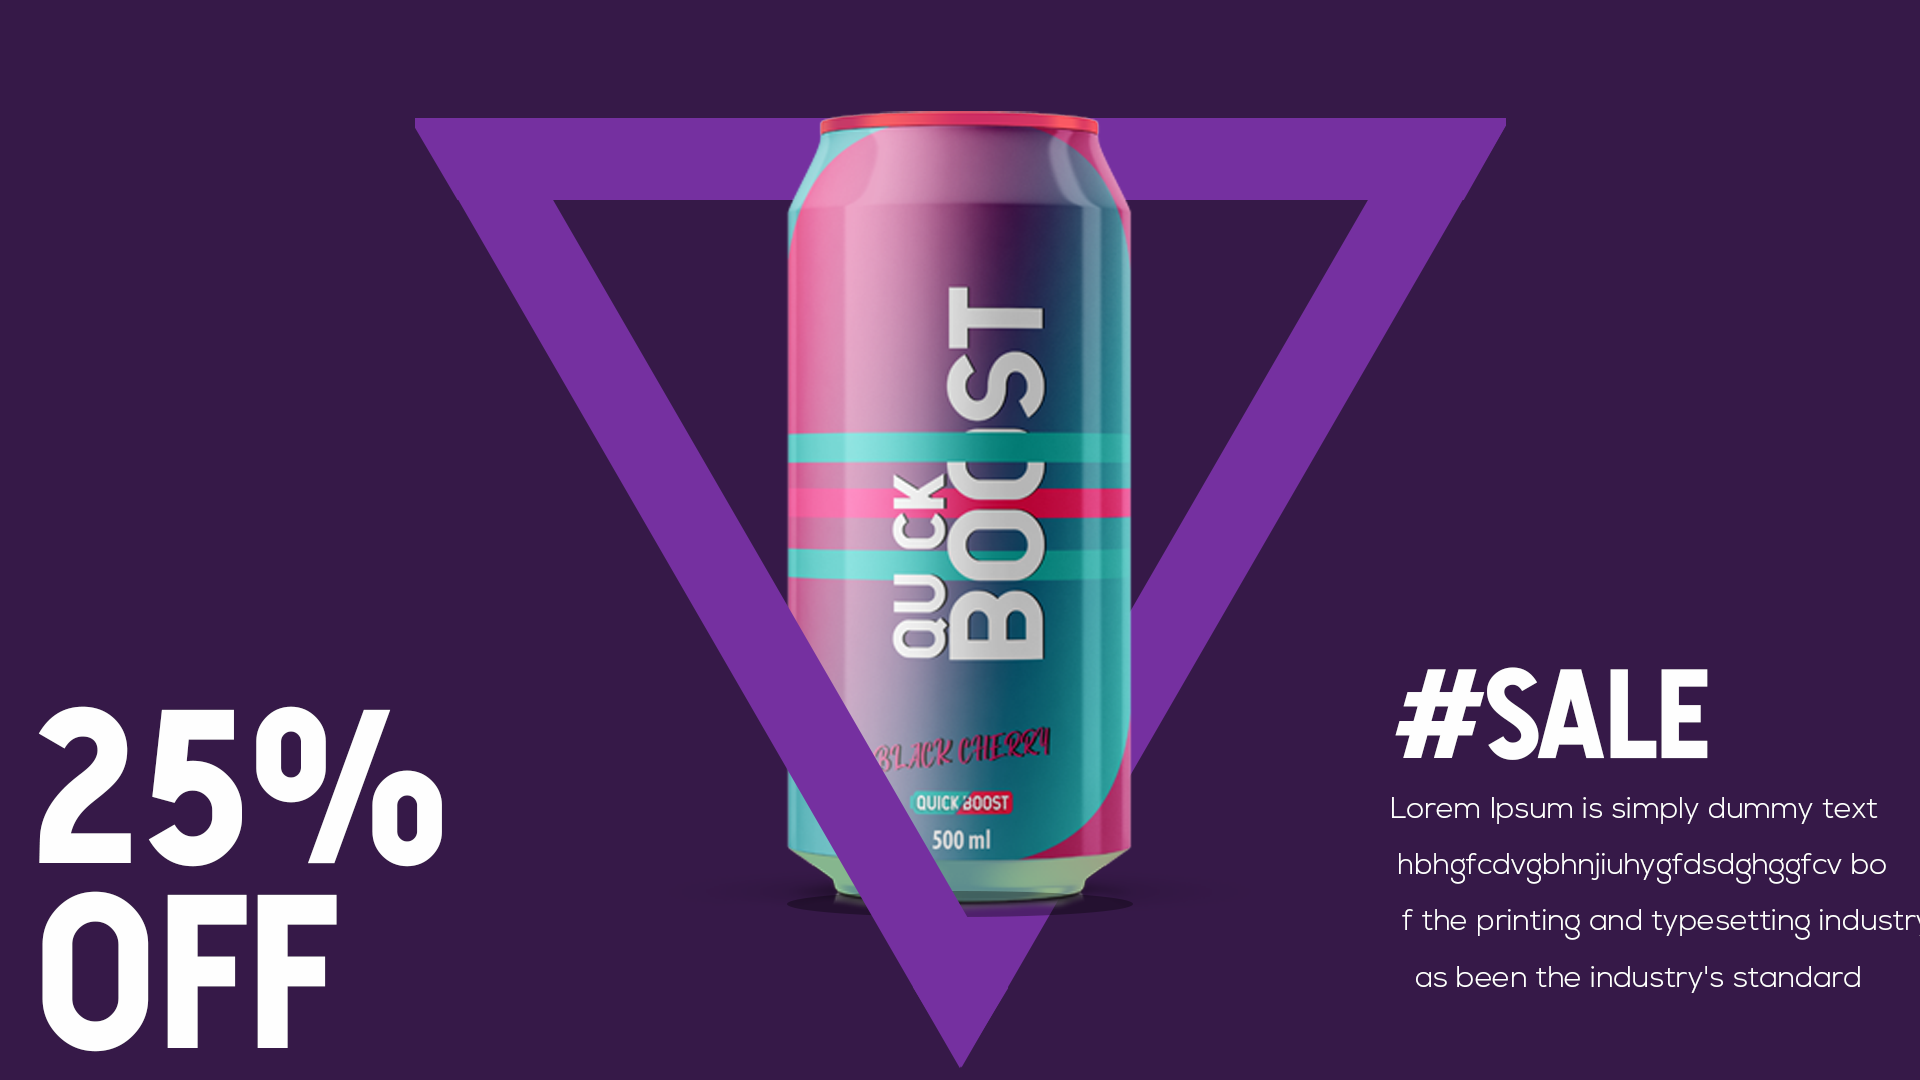 QUICK
BOOST
BLACK CHERRY
QUICK BOOST
500 ml
25%
OFF
#SALE
Lorem Ipsum is simply dummy text
hbhgfcdvgbhnjiuhygfdsdghggfcv bo
f the printing and typesetting industry
as been the industry's standard